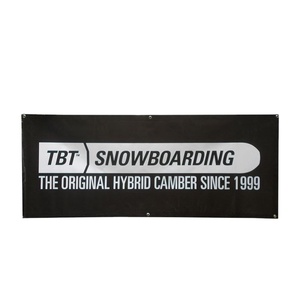 TBT SNOWBOARDING
THE ORIGINAL HYBRID CAMBER SINCE 1999